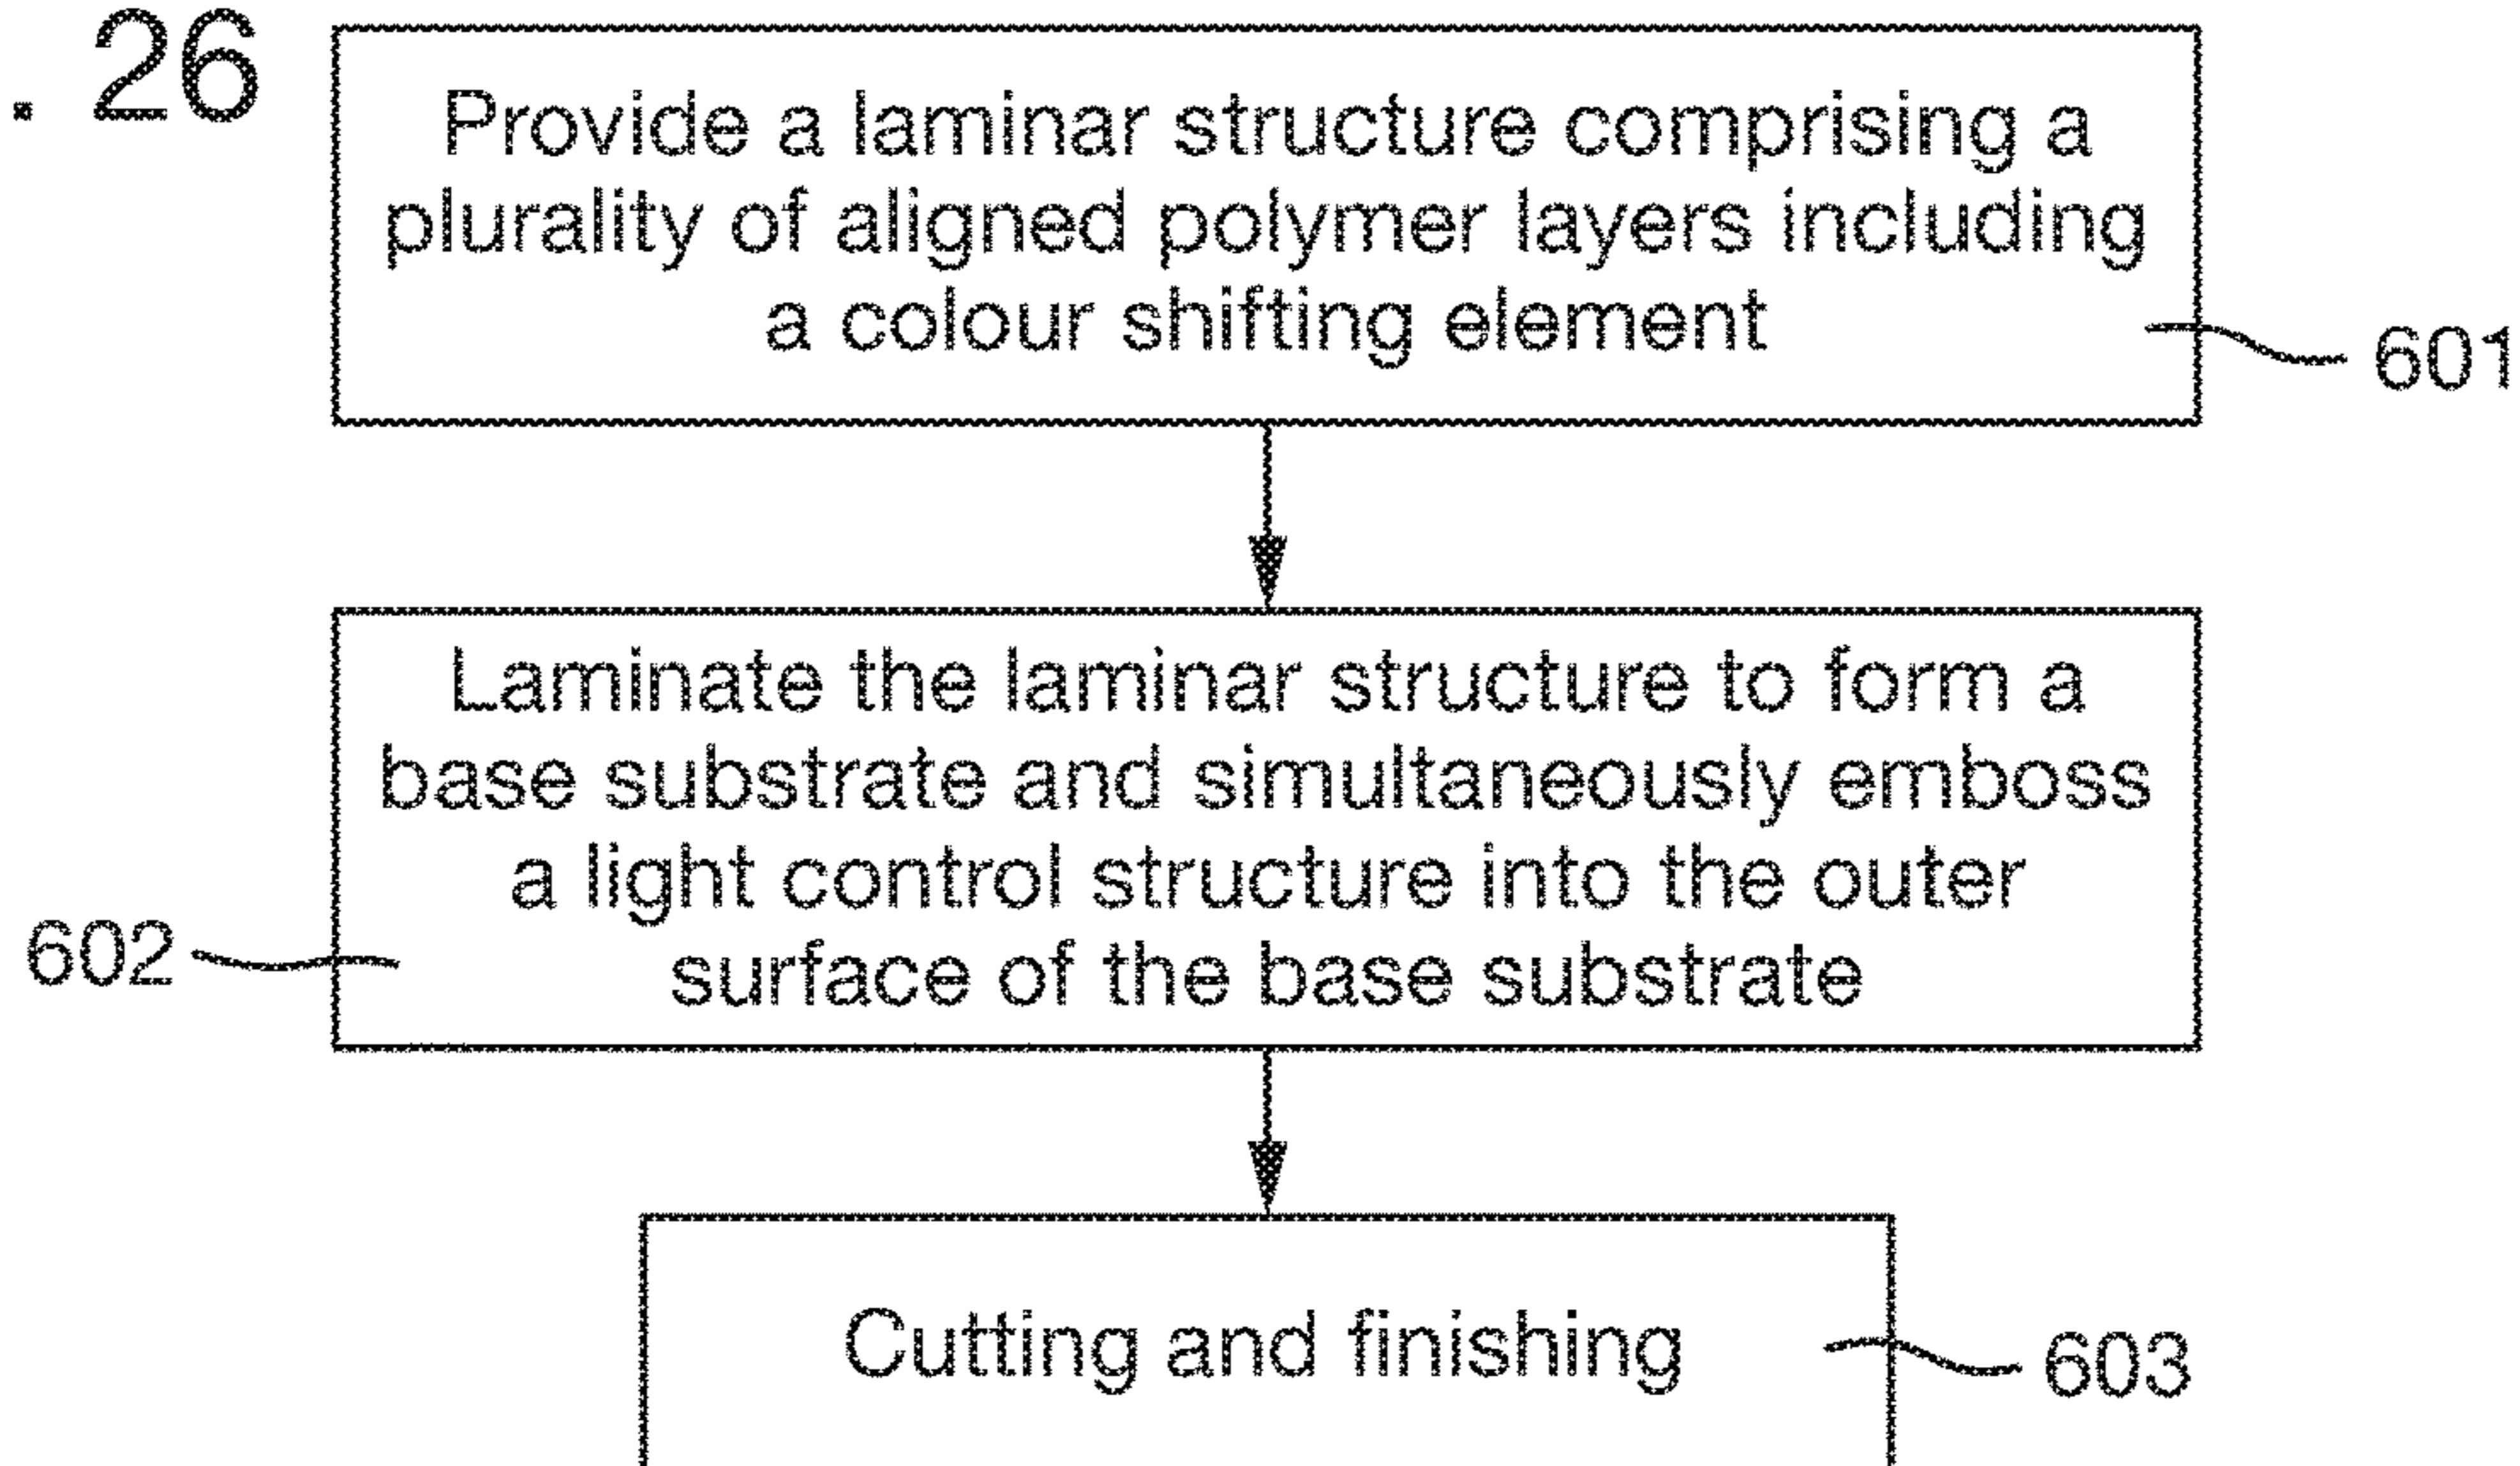 . 26
Provide a laminar structure comprising a
plurality of aligned polymer layers including
a colour shifting element
601
Laminate the laminar structure to form a
base substrate and simultaneously emboss
a light control structure into the outer
surface of the base substrate
602
Cutting and finishing
603